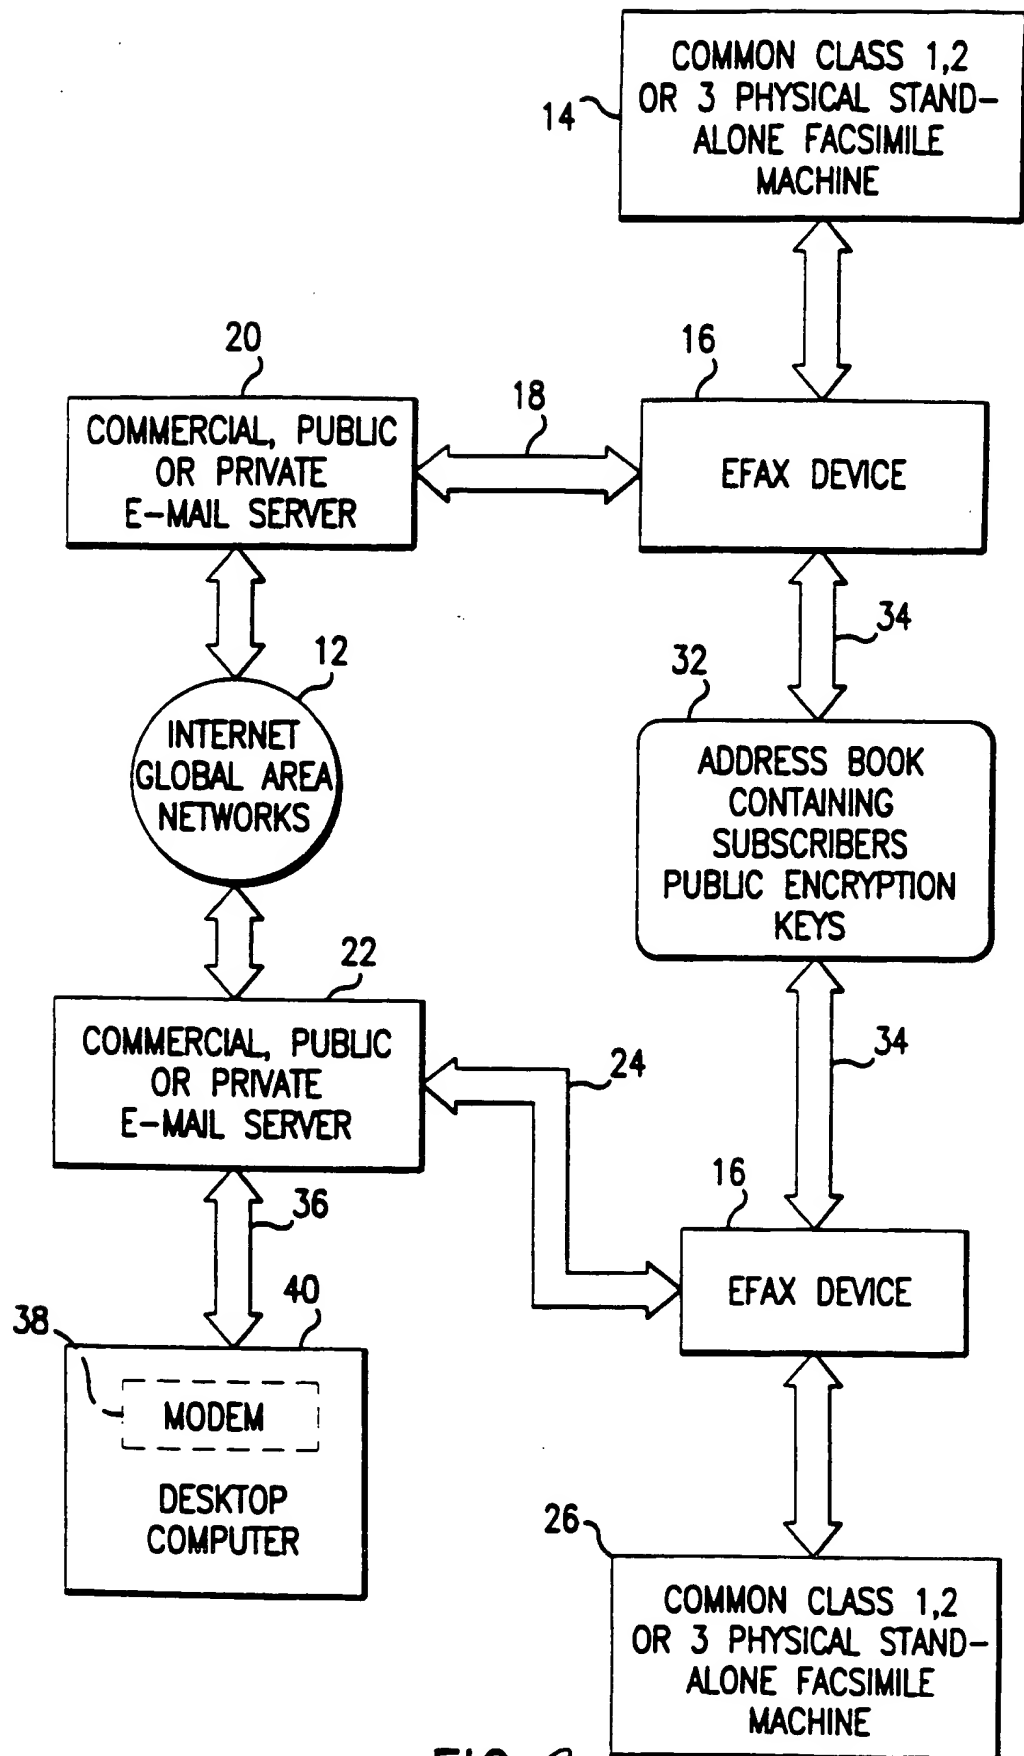 COMMON CLASS 1,2
OR 3 PHYSICAL STAND-
ALONE FACSIMILE
MACHINE
14
20
16
18
COMMERCIAL, PUBLIC
OR PRIVATE
E-MAIL SERVER
EFAX DEVICE
34
12
32
INTERNET
GLOBAL AREA
NETWORKS
ADDRESS BOOK
CONTAINING
SUBSCRIBERS
PUBLIC ENCRYPTION
KEYS
22
34
24
COMMERCIAL, PUBLIC
OR PRIVATE
E-MAIL SERVER
16
36
EFAX DEVICE
40
38
MODEM
DESKTOP
COMPUTER
26
COMMON CLASS 1,2
OR 3 PHYSICAL STAND-
ALONE FACSIMILE
MACHINE